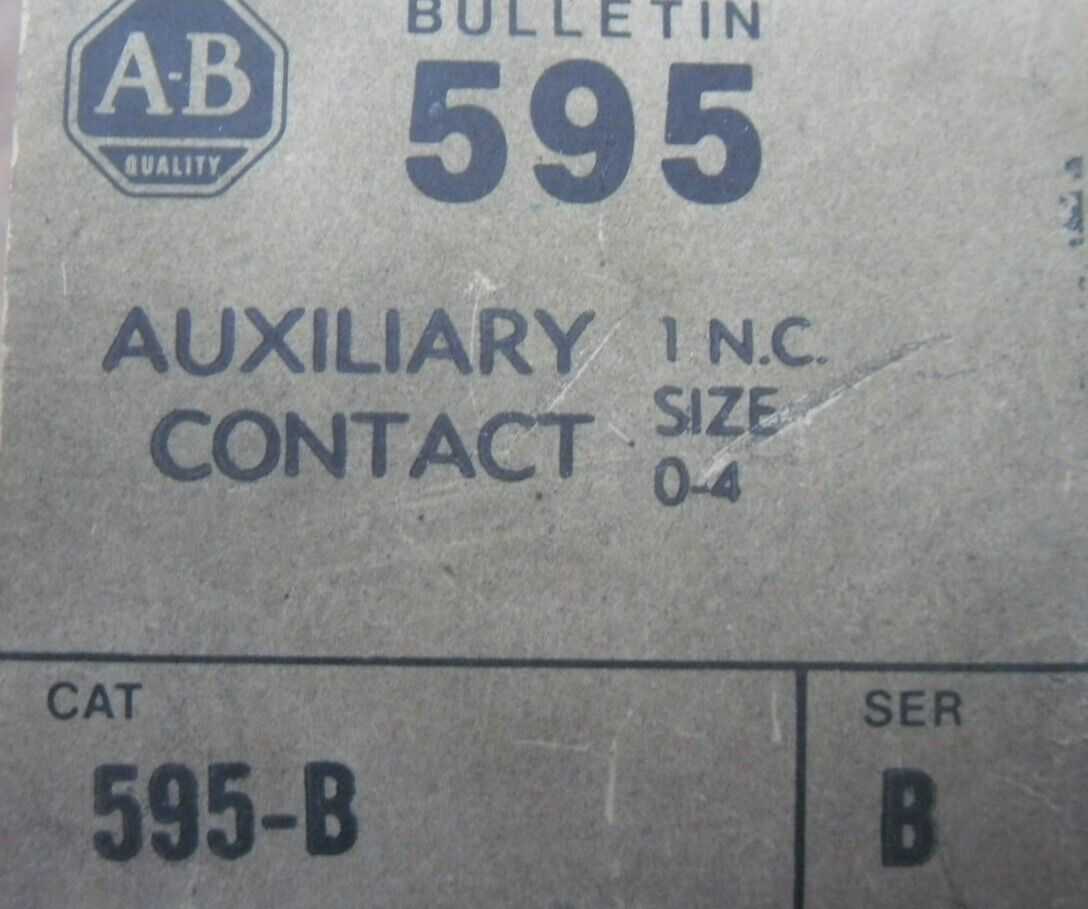 A-B
QUALITY
BULLETIN
595
AUXILIARY
CONTACT
1 N.C.
SIZE
0-4
CAT
595-B
SER
B